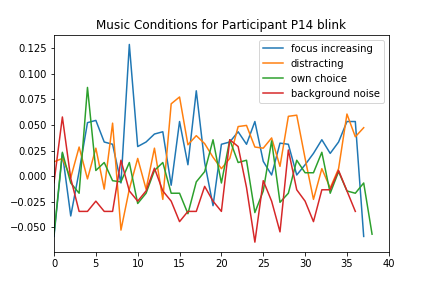 Music Conditions for Participant P14 blink
focus increasing
distracting
own choice
background noise
0.125
0.100
0.075
0.050
0.025
0.000
−0.025
−0.050
0 5 10 15 20 25 30 35 40